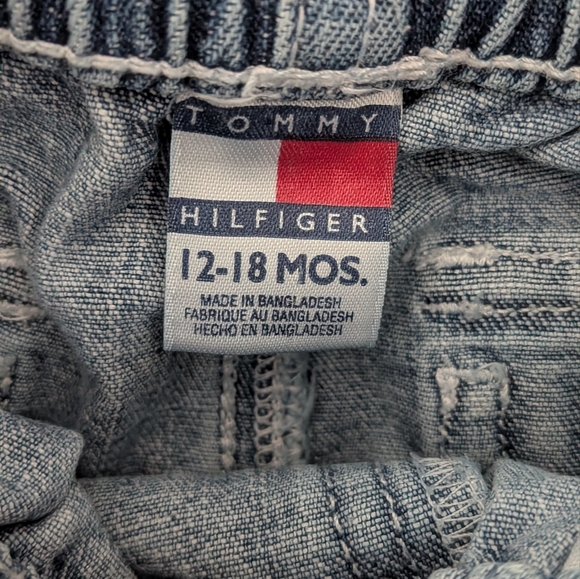 TOMMY
HILFIGER
12-18 MOS.
MADE IN BANGLADESH
FABRIQUE AU BANGLADESH
HECHO EN BANGLADESH